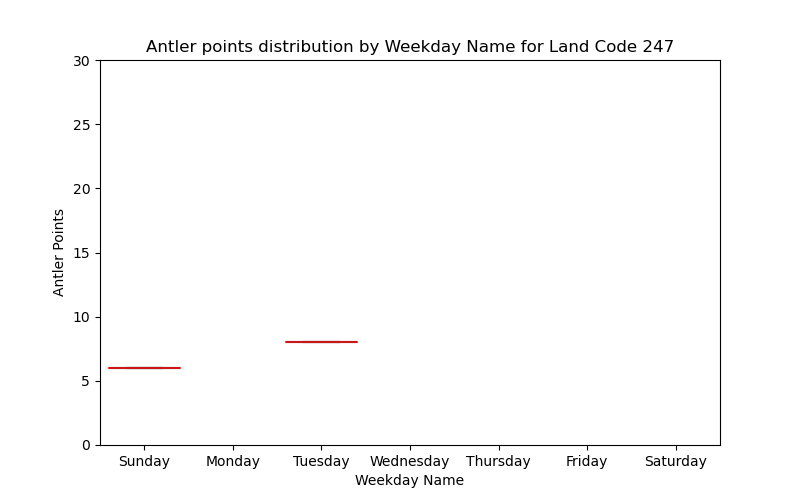 Antler points distribution by Weekday Name for Land Code 247
30
25
20
15
10
5
0
Antler Points
Sunday Monday Tuesday Wednesday Thursday Friday Saturday
Weekday Name